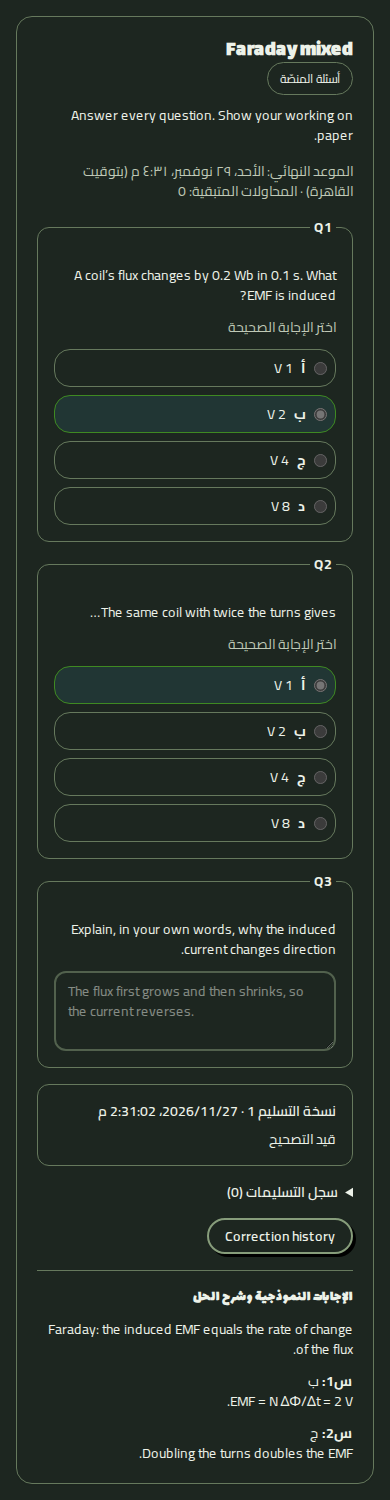 Faraday mixed
أسئلة المنصّة
Answer every question. Show your working on
paper.
الموعد النهائي: الأحد، ٢٩ نوفمبر، ٤:٣١ م (بتوقيت
القاهرة) · المحاولات المتبقية: 0
Q1
A coil’s flux changes by 0.2 Wb in 0.1 s. What
EMF is induced?
اختر الإجابة الصحيحة
أ 1 V
ب 2 V
ج 4 V
د 8 V
Q2
The same coil with twice the turns gives…
اختر الإجابة الصحيحة
أ 1 V
ب 2 V
ج 4 V
د 8 V
Q3
Explain, in your own words, why the induced
current changes direction.
The flux first grows and then shrinks, so
the current reverses.
نسخة التسليم 1 · 27/11/2026، 2:31:02 م
قيد التصحيح
سجل التسليمات (0)
Correction history
الإجابات النموذجية وشرح الحل
Faraday: the induced EMF equals the rate of change
of the flux.
س1: ب
EMF = N ΔΦ/Δt = 2 V.
س2: ج
Doubling the turns doubles the EMF.